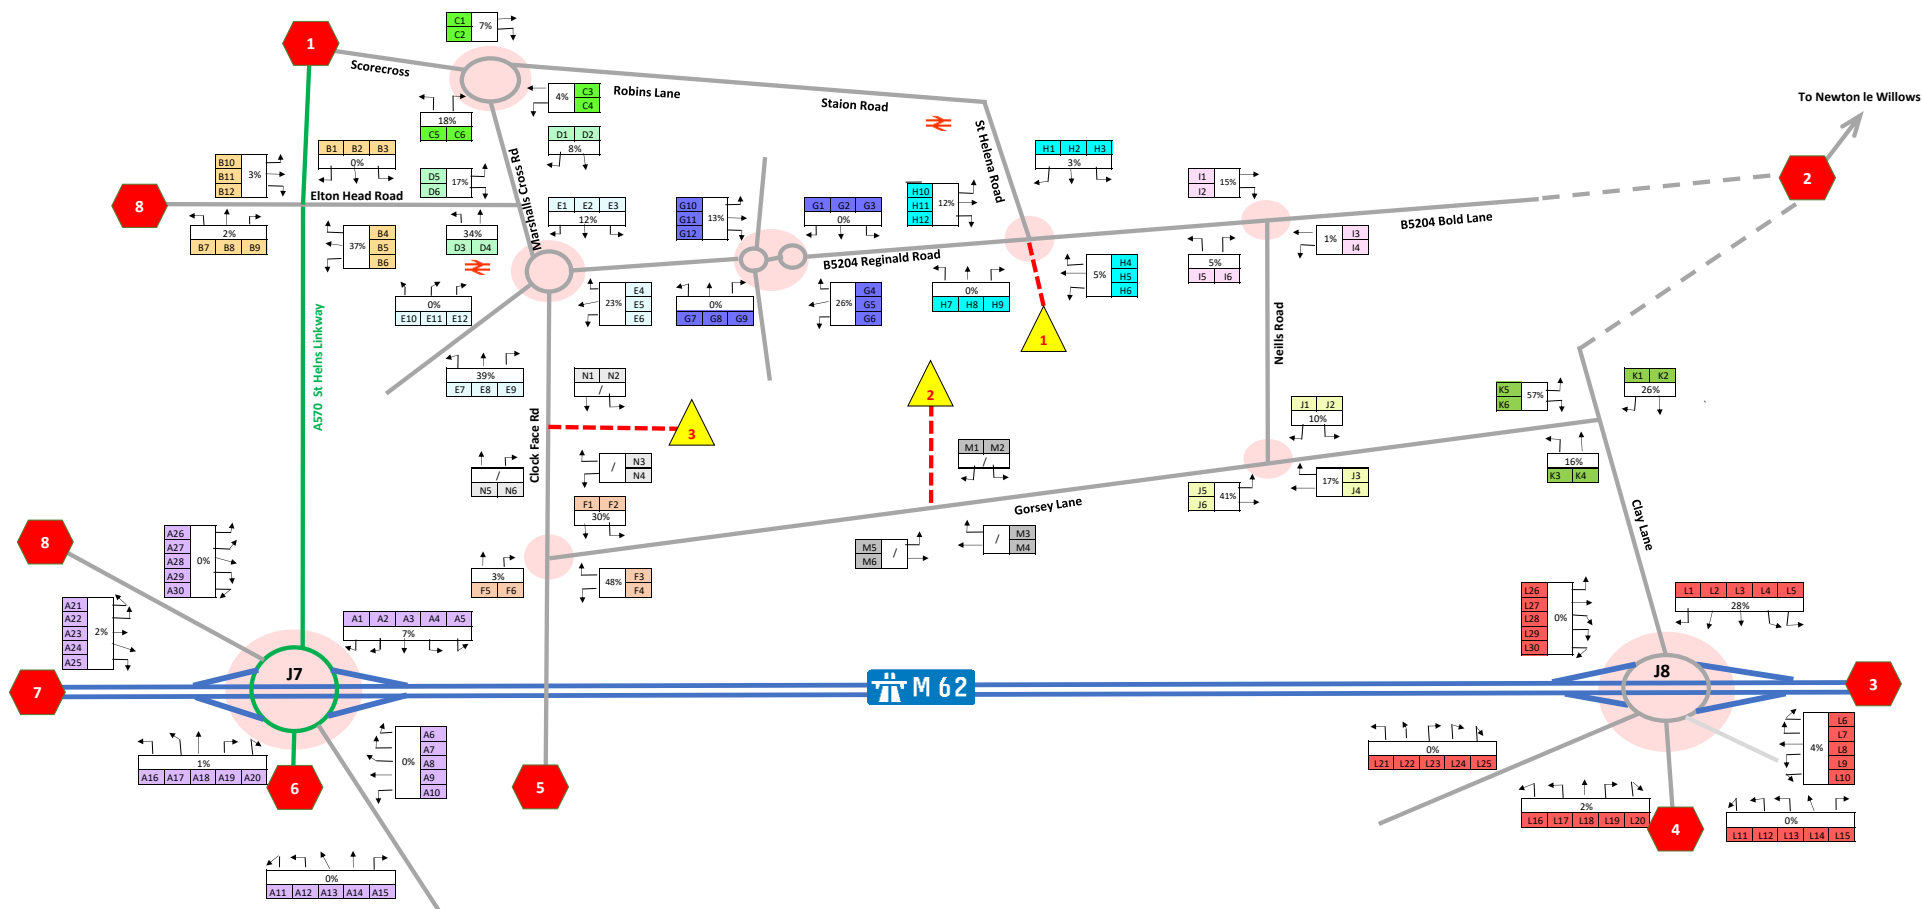 C1 7%
C2
1
Scorecross
Robins Lane
Staion Road
4% C3
C4
18%
C5 C6
D1 D2
8%
Marshalls Cross Rd
St Helena Road
To Newton le Willows
B1 B2 B3
0%
B10
B11 3%
B12
D5 17%
D6
H1 H2 H3
3%
I1 15%
I2
2
8
Elton Head Road
E1 E2 E3
12%
G10
G11 13%
G12
G1 G2 G3
0%
H10
H11 12%
H12
B5204 Bold Lane
2%
B7 B8 B9
B4
37% B5
B6
34%
D3 D4
B5204 Reginald Road
1% I3
I4
5%
I5 I6
H4
5% H5
H6
0%
E10 E11 E12
E4
23% E5
E6
0%
G7 G8 G9
G4
26% G5
G6
0%
H7 H8 H9
1
A570 St Helns Linkway
Neills Road
39%
E7 E8 E9
N1 N2
/
2
3
K5 57%
K6
K1 K2
26%
J1 J2
10%
Clock Face Rd
M1 M2
/
/ N3
N4
/
N5 N6
16%
K3 K4
J5 41%
J6
17% J3
J4
F1 F2
30%
Gorsey Lane
Clay Lane
M5 /
M6
/ M3
M4
8
A26
A27
A28 0%
A29
A30
3%
F5 F6
48% F3
F4
A21
A22
A23 2%
A24
A25
A1 A2 A3 A4 A5
7%
L26
L27
L28 0%
L29
L30
L1 L2 L3 L4 L5
28%
J7
J8
7
M 62
3
1%
A16 A17 A18 A19 A20
A6
A7
0% A8
A9
A10
6
5
0%
L21 L22 L23 L24 L25
L6
L7
4% L8
L9
L10
2%
L16 L17 L18 L19 L20
4
0%
L11 L12 L13 L14 L15
0%
A11 A12 A13 A14 A15